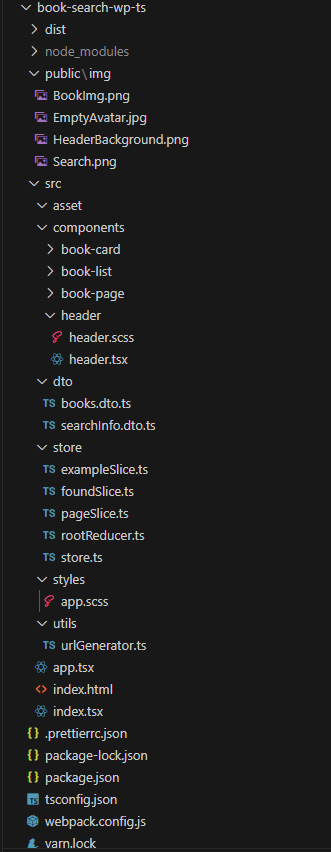 book-search-wp-ts
dist
node_modules
public\img
BookImg.png
EmptyAvatar.jpg
HeaderBackground.png
Search.png
src
asset
components
book-card
book-list
book-page
header
header.scss
header.tsx
dto
TS books.dto.ts
TS searchInfo.dto.ts
store
TS exampleSlice.ts
TS foundSlice.ts
TS pageSlice.ts
TS rootReducer.ts
TS store.ts
styles
app.scss
utils
TS urlGenerator.ts
app.tsx
<> index.html
index.tsx
{ } .prettierrc.json
{ } package-lock.json
{ } package.json
TS tsconfig.json
webpack.config.js
yarn.lock